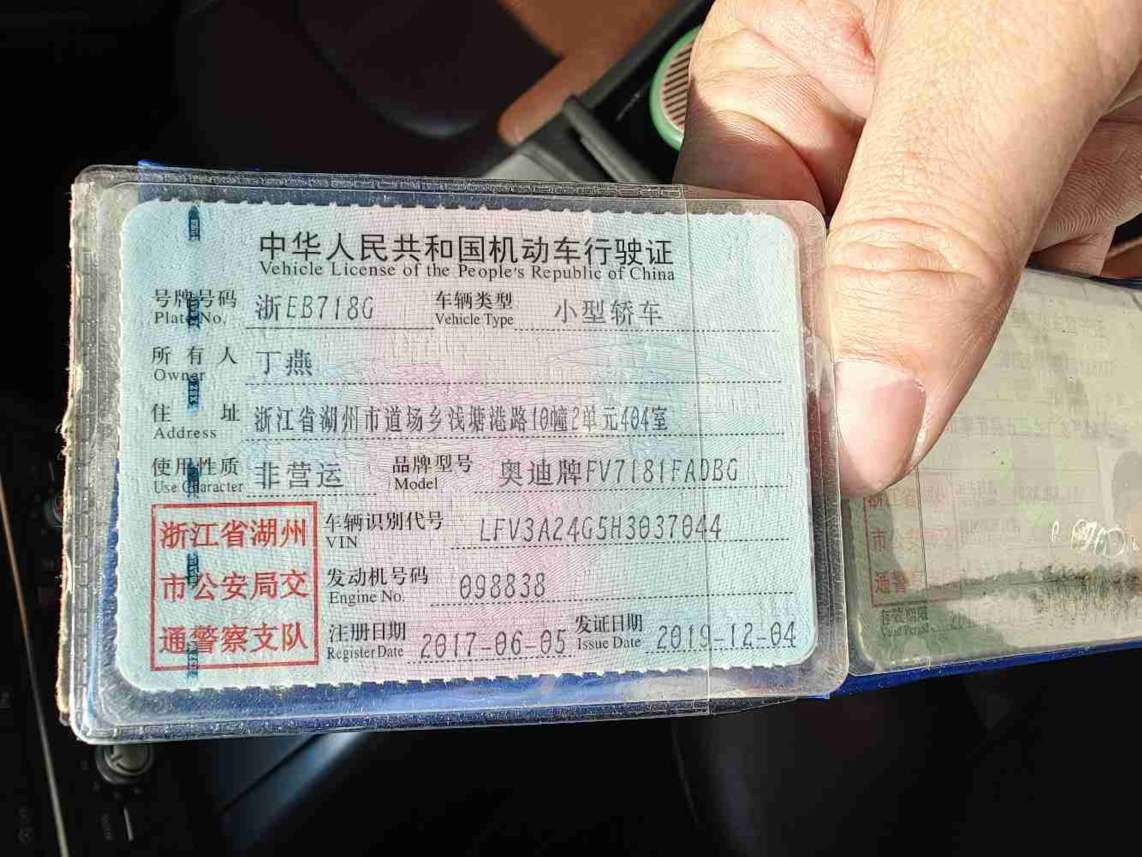 中华人民共和国机动车行驶证
Vehicle License of the People's Republic of China
号牌号码 浙EB718G 车辆类型 小型轿车
Plate No. Vehicle Type
所有人 丁燕
Owner
住址 浙江省湖州市道场乡浅塘港路10幢2单元404室
Address
使用性质 非营运 品牌型号 奥迪牌FV7181FADBG
Use Character Model
浙江省湖州 车辆识别代号 LFV3A24G5H3037044
VIN
市公安局交 发动机号码 098838
Engine No.
通警察支队 注册日期 2017-06-05 发证日期 2019-12-04
Register Date Issue Date